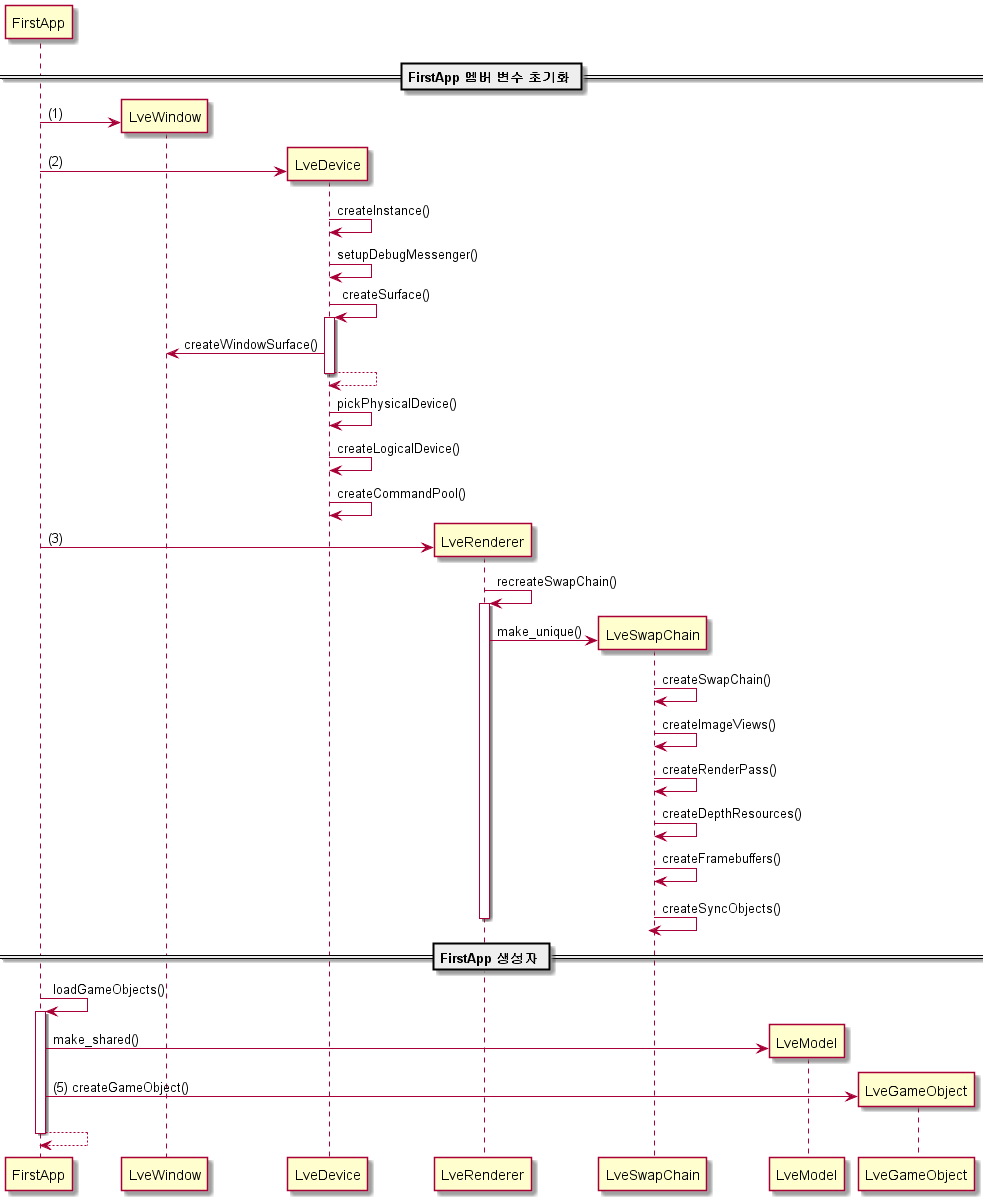 FirstApp
FirstApp 멤버 변수 초기화
(1)
LveWindow
(2)
LveDevice
createInstance()
setupDebugMessenger()
createSurface()
createWindowSurface()
pickPhysicalDevice()
createLogicalDevice()
createCommandPool()
(3)
LveRenderer
recreateSwapChain()
make_unique()
LveSwapChain
createSwapChain()
createImageViews()
createRenderPass()
createDepthResources()
createFramebuffers()
createSyncObjects()
FirstApp 생성자
loadGameObjects()
make_shared()
LveModel
(5) createGameObject()
LveGameObject
FirstApp LveWindow LveDevice LveRenderer LveSwapChain LveModel LveGameObject